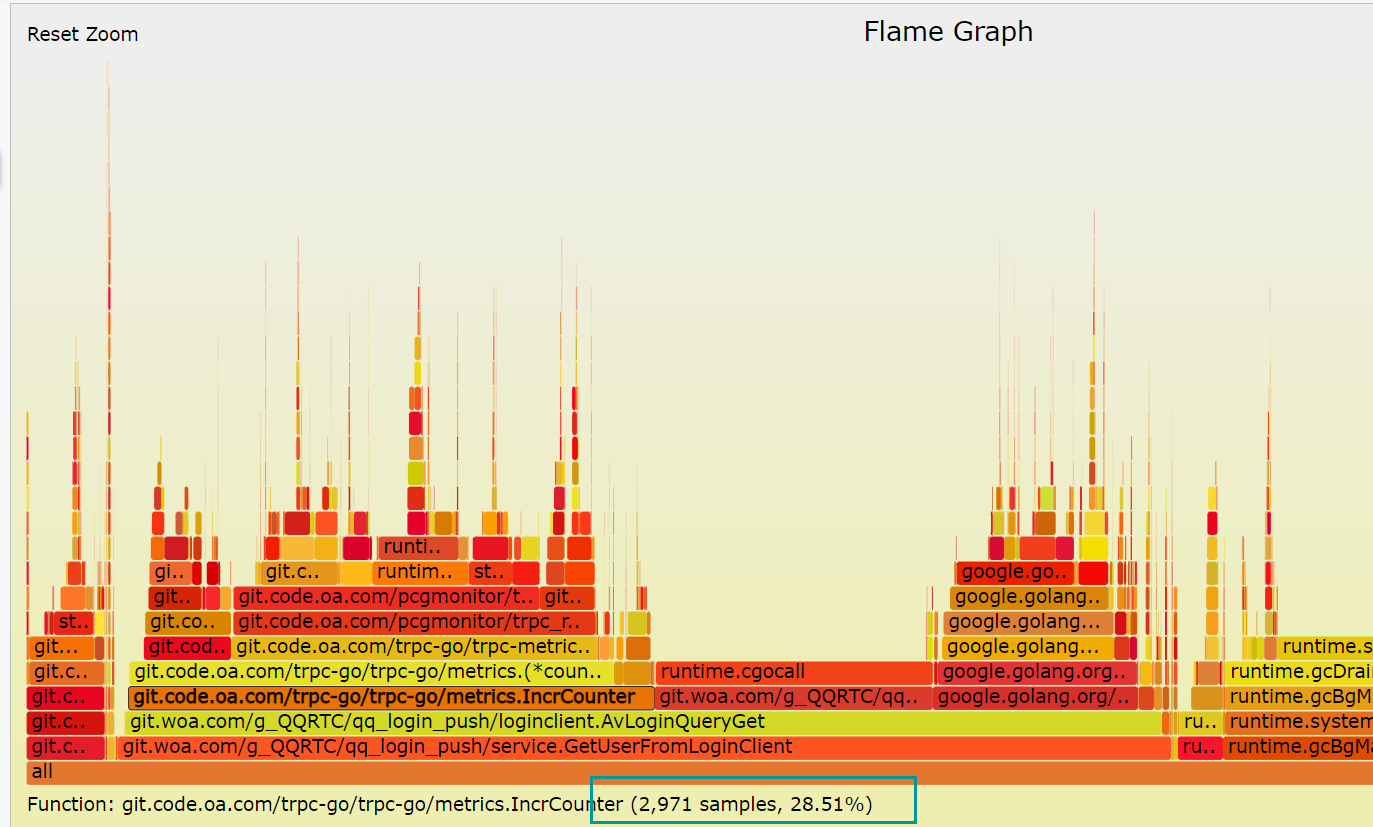 Reset Zoom
Flame Graph
runti..
gi.. git.c.. runtim.. st.. google.go..
git.. git.code.oa.com/pcgmonitor/t.. git.. google.golang..
st.. git.co.. git.code.oa.com/pcgmonitor/trpc_r.. google.golang...
git... git.cod.. git.code.oa.com/trpc-go/trpc-metric.. google.golang... runtime.s
git.c.. git.code.oa.com/trpc-go/trpc-go/metrics.(*coun.. runtime.cgocall google.golang.org.. runtime.gcDrai
git.c.. git.code.oa.com/trpc-go/trpc-go/metrics.IncrCounter git.woa.com/g_QQRTC/qq.. google.golang.org/.. runtime.gcBgM
git.c.. git.woa.com/g_QQRTC/qq_login_push/loginclient.AvLoginQueryGet ru.. runtime.system
git.c.. git.woa.com/g_QQRTC/qq_login_push/service.GetUserFromLoginClient ru.. runtime.gcBgMa
all
Function: git.code.oa.com/trpc-go/trpc-go/metrics.IncrCounter (2,971 samples, 28.51%)